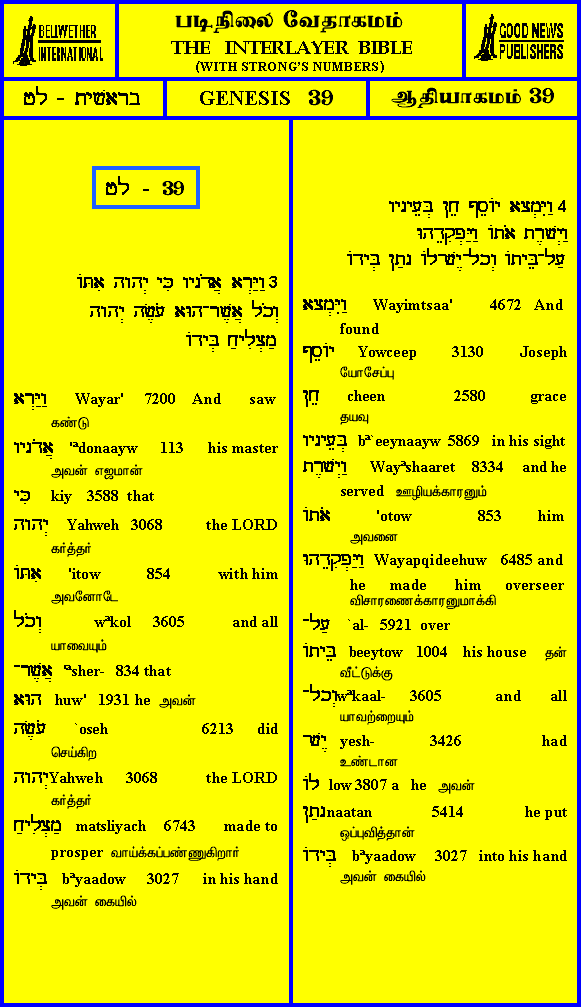 BELLWETHER
INTERNATIONAL
படிநிலை வேதாகமம்
THE INTERLAYER BIBLE
(WITH STRONG'S NUMBERS)
GOOD NEWS
PUBLISHERS
בראשית - לט
GENESIS 39
ஆதியாகமம் 39
לט - 39
3 וַיַּרְא אֲדֹנָיו כִּי יְהוָה אִתּוֹ
וְכֹל אֲשֶׁר־הוּא עֹשֶׂה יְהוָה
מַצְלִיחַ בְּיָדוֹ
וַיַּרְא Wayar' 7200 And saw
கண்டு
אֲדֹנָיו 'ªdonaayw 113 his master
அவன் எஜமான்
כִּי kiy 3588 that
יְהוָה Yahweh 3068 the LORD
கர்த்தர்
אִתּוֹ 'itow 854 with him
அவனோடே
וְכֹל wªkol 3605 and all
யாவையும்
אֲשֶׁר־ ªsher- 834 that
הוּא huw' 1931 he அவன்
עֹשֶׂה `oseh 6213 did
செய்கிற
יְהוָה Yahweh 3068 the LORD
கர்த்தர்
מַצְלִיחַ matsliyach 6743 made to
prosper வாய்க்கப்பண்ணுகிறார்
בְּיָדוֹ bªyaadow 3027 in his hand
அவன் கையில்
4 וַיִּמְצָא יוֹסֵף חֵן בְּעֵינָיו
וַיְשָׁרֶת אֹתוֹ וַיַּפְקִדֵהוּ
עַל־בֵּיתוֹ וְכָל־יֶשׁ־לוֹ נָתַן בְּיָדוֹ
וַיִּמְצָא Wayimtsaa' 4672 And
found
יוֹסֵף Yowceep 3130 Joseph
யோசேப்பு
חֵן cheen 2580 grace
தயவு
בְּעֵינָיו bª`eeynaayw 5869 in his sight
וַיְשָׁרֶת Wayªshaaret 8334 and he
served ஊழியக்காரனும்
אֹתוֹ 'otow 853 him
அவனை
וַיַּפְקִדֵהוּ Wayapqideehuw 6485 and
he made him overseer
விசாரணைக்காரனுமாக்கி
עַל־ `al- 5921 over
בֵּיתוֹ beeytow 1004 his house தன்
வீட்டுக்கு
וְכָל־ wªkaal- 3605 and all
யாவற்றையும்
יֶשׁ־ yesh- 3426 had
உண்டான
לוֹ low 3807 a he அவன்
נָתַן naatan 5414 he put
ஒப்புவித்தான்
בְּיָדוֹ bªyaadow 3027 into his hand
அவன் கையில்